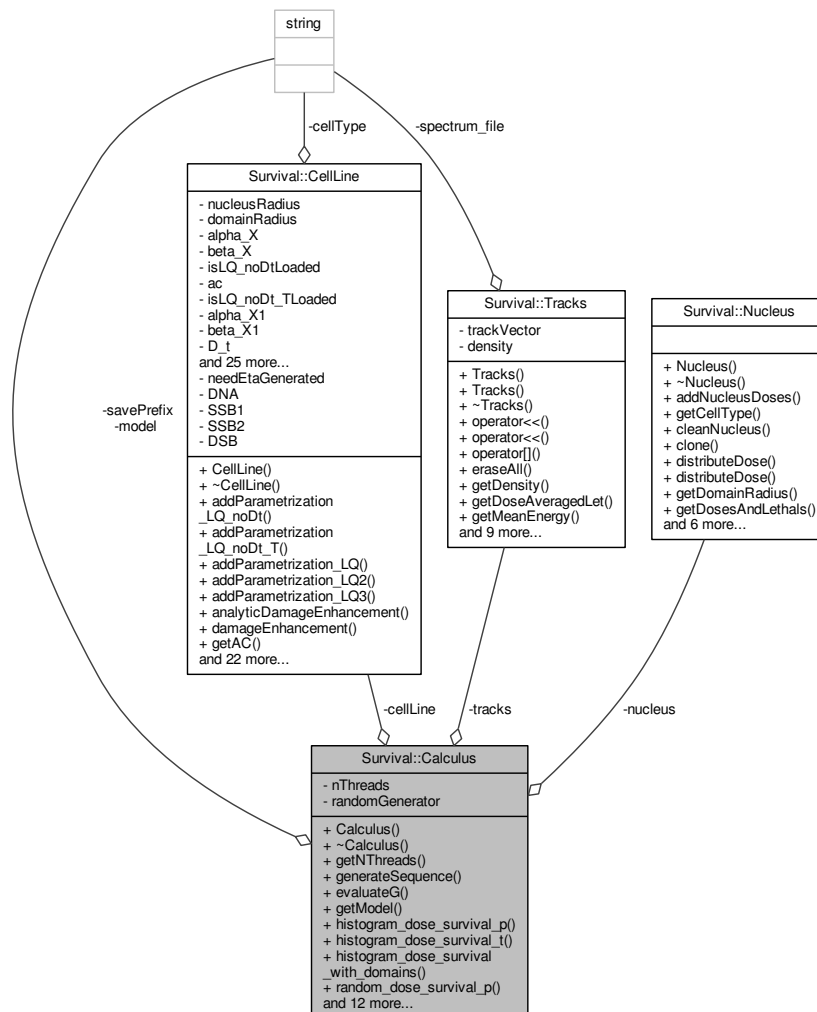 string
-cellType
-spectrum_file
Survival::CellLine
- nucleusRadius
- domainRadius
- alpha_X
- beta_X
- isLQ_noDtLoaded
- ac
- isLQ_noDt_TLoaded
- alpha_X1
- beta_X1
- D_t
and 25 more...
- needEtaGenerated
- DNA
- SSB1
- SSB2
- DSB
+ CellLine()
+ ~CellLine()
+ addParametrization
_LQ_noDt()
+ addParametrization
_LQ_noDt_T()
+ addParametrization_LQ()
+ addParametrization_LQ2()
+ addParametrization_LQ3()
+ analyticDamageEnhancement()
+ damageEnhancement()
+ getAC()
and 22 more...
Survival::Tracks
- trackVector
- density
+ Tracks()
+ Tracks()
+ ~Tracks()
+ operator<<()
+ operator<<()
+ operator[]()
+ eraseAll()
+ getDensity()
+ getDoseAveragedLet()
+ getMeanEnergy()
and 9 more...
Survival::Nucleus
+ Nucleus()
+ ~Nucleus()
+ addNucleusDoses()
+ getCellType()
+ cleanNucleus()
+ clone()
+ distributeDose()
+ distributeDose()
+ getDomainRadius()
+ getDosesAndLethals()
and 6 more...
-savePrefix
-model
-cellLine
-tracks
-nucleus
Survival::Calculus
- nThreads
- randomGenerator
+ Calculus()
+ ~Calculus()
+ getNThreads()
+ generateSequence()
+ evaluateG()
+ getModel()
+ histogram_dose_survival_p()
+ histogram_dose_survival_t()
+ histogram_dose_survival
_with_domains()
+ random_dose_survival_p()
and 12 more...